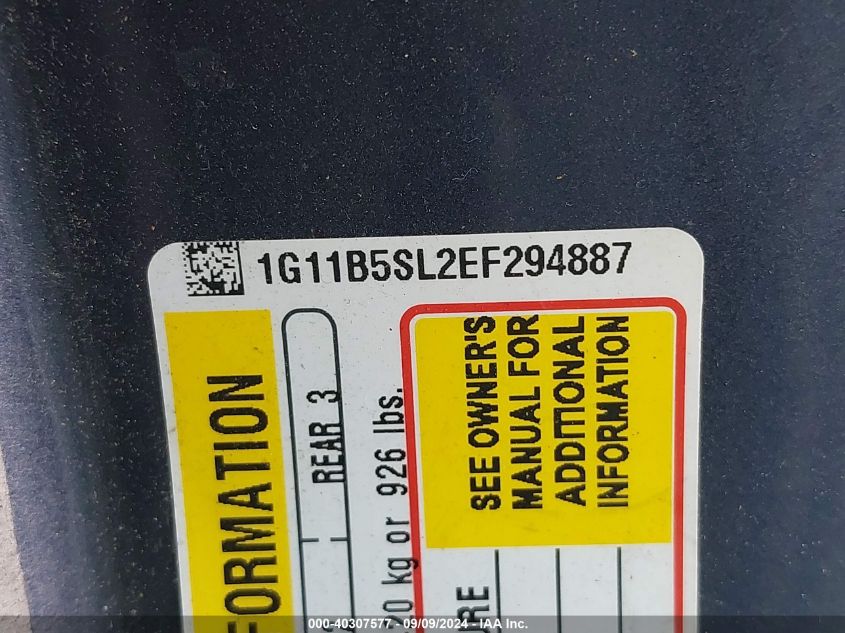 1G11B5SL2EF294887
FORMATION
REAR 3
0 kg or 926 lbs.
SEE OWNER'S
MANUAL FOR
ADDITIONAL
INFORMATION
000-40307577 - 09/09/2024 - IAA Inc.